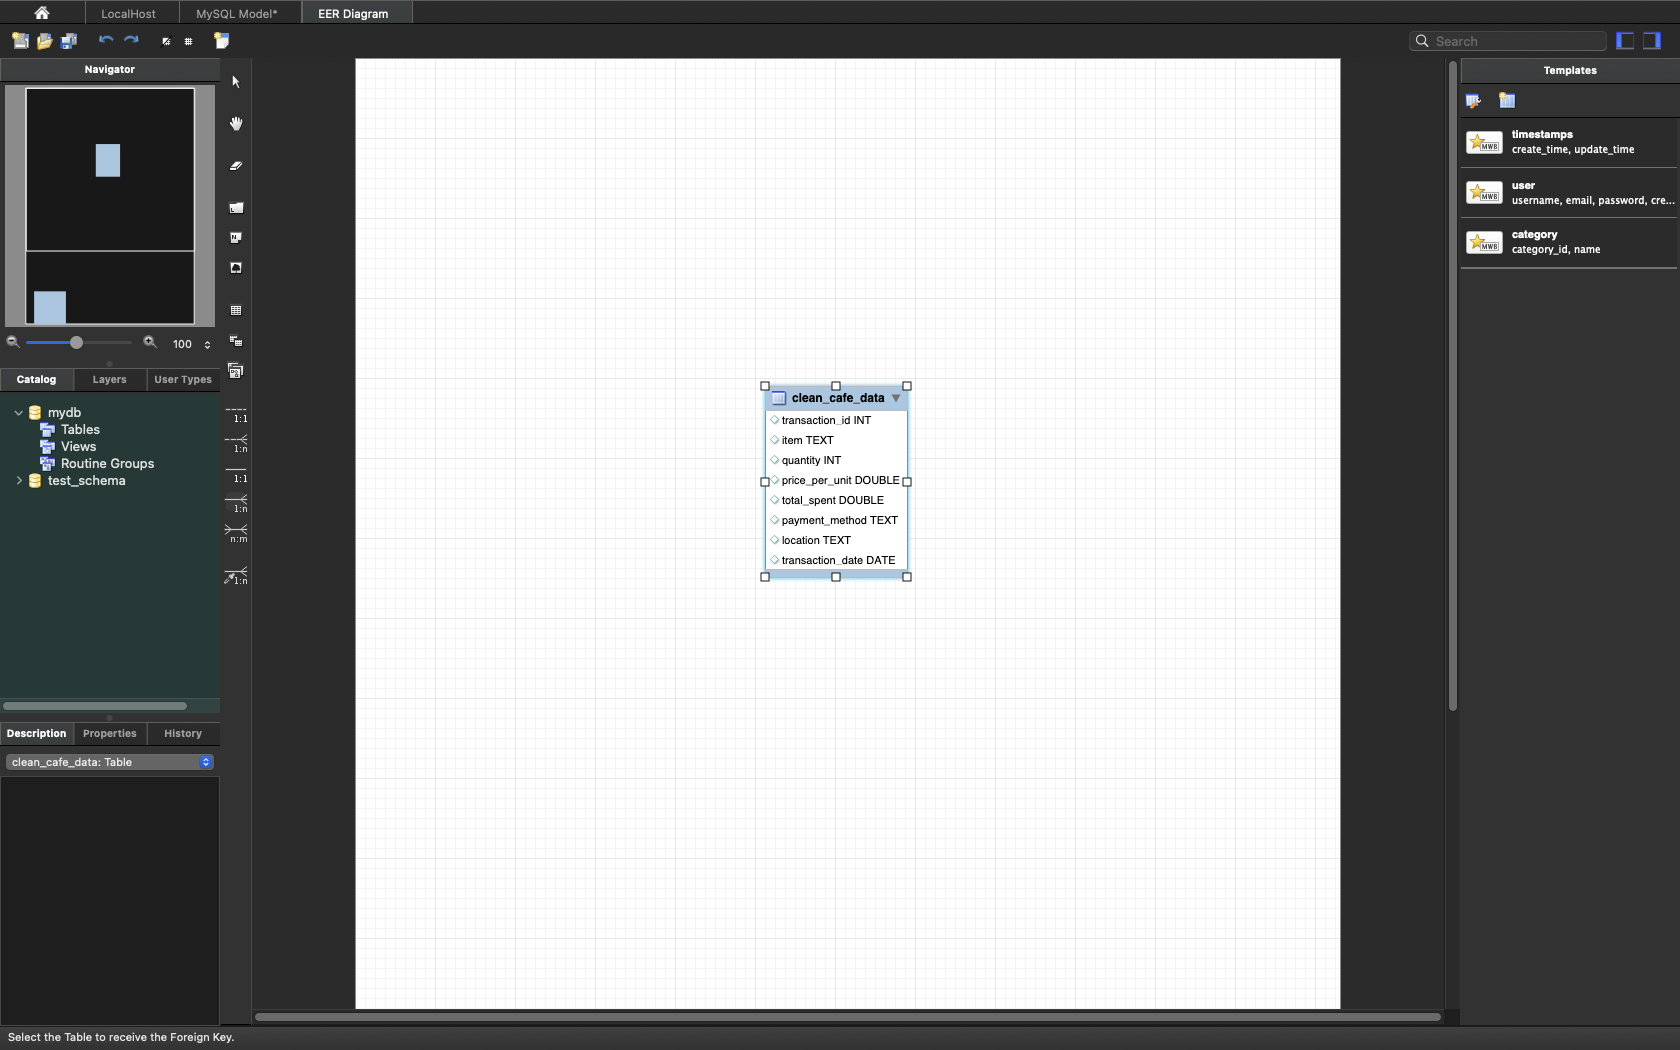 LocalHost
MySQL Model*
EER Diagram
Search
Navigator
Templates
timestamps
create_time, update_time
user
username, email, password, cre...
category
category_id, name
100
Catalog
Layers
User Types
mydb
Tables
Views
Routine Groups
test_schema
1:1
1:n
1:1
1:n
n:m
1:n
clean_cafe_data
transaction_id INT
item TEXT
quantity INT
price_per_unit DOUBLE
total_spent DOUBLE
payment_method TEXT
location TEXT
transaction_date DATE
Description
Properties
History
clean_cafe_data: Table
Select the Table to receive the Foreign Key.